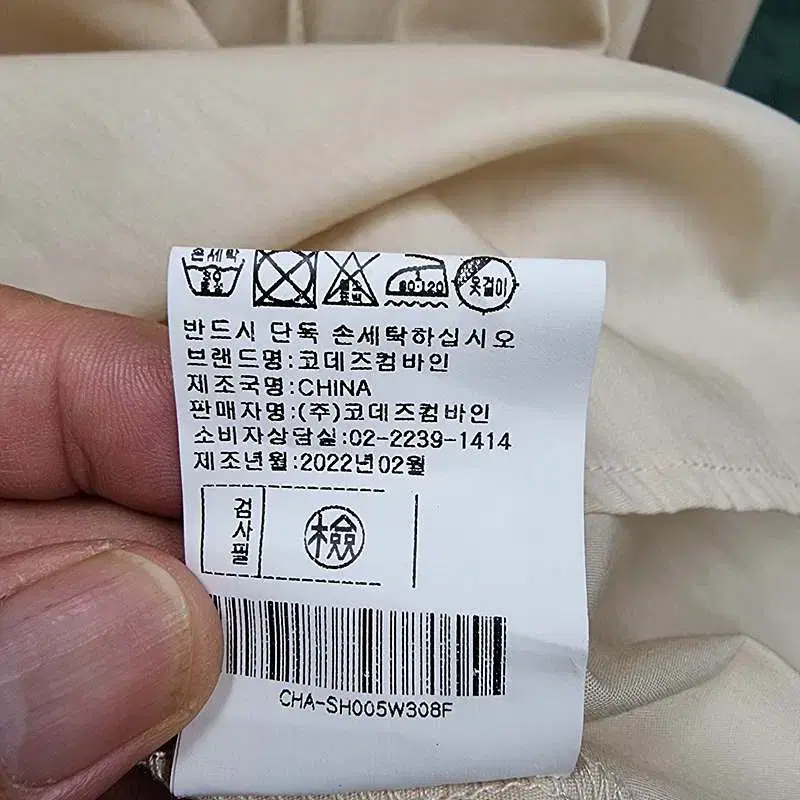 손세탁
80·120
옷걸이
반드시 단독 손세탁하십시오
브랜드명:코데즈컴바인
제조국명:CHINA
판매자명:(주)코데즈컴바인
소비자상담실:02-2239-1414
제조년월:2022년02월
검사필
檢
CHA-SH005W308F